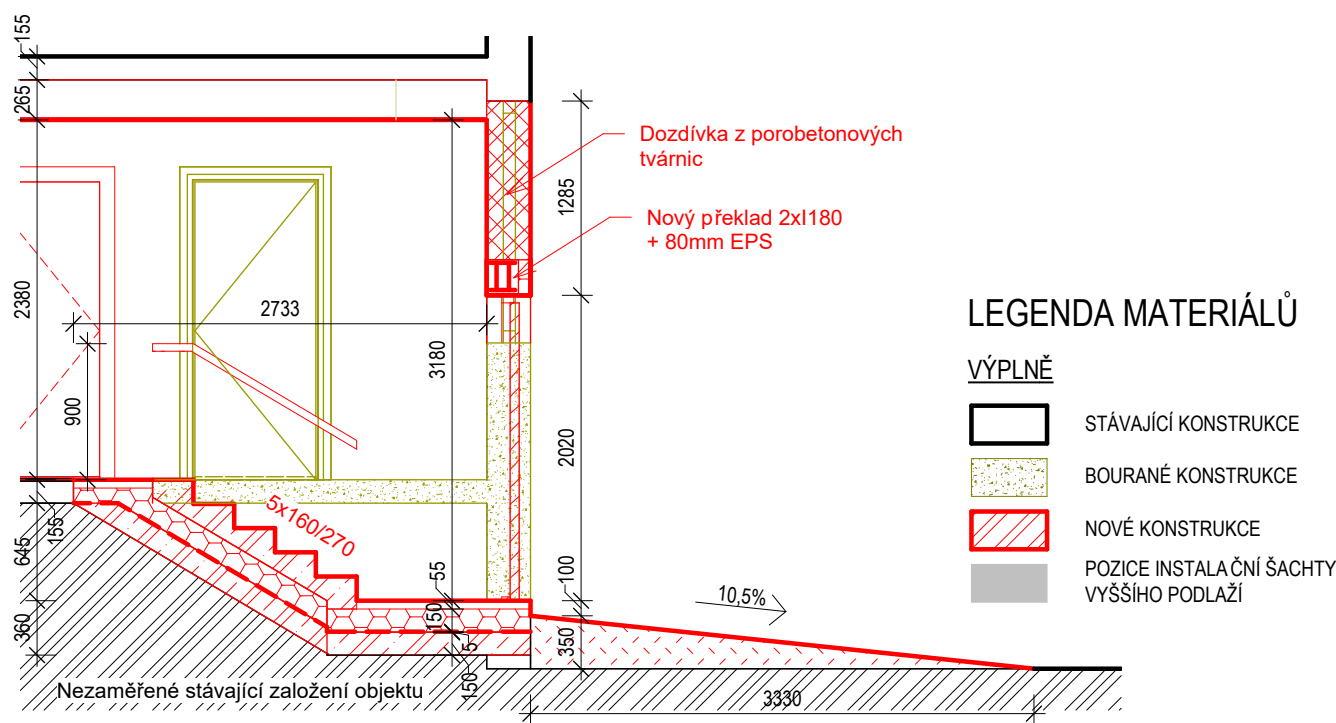 155
265
2380
155
645
360
900
2733
3180
5x160/270
55
150
5
150
Dozdívka z porobetonových
tvárnic
Nový překlad 2xI180
+ 80mm EPS
1285
2020
100
350
10,5%
3330
Nezaměřené stávající založení objektu
LEGENDA MATERIÁLŮ
VÝPLNĚ
STÁVAJÍCÍ KONSTRUKCE
BOURANÉ KONSTRUKCE
NOVÉ KONSTRUKCE
POZICE INSTALAČNÍ ŠACHTY
VYŠŠÍHO PODLAŽÍ